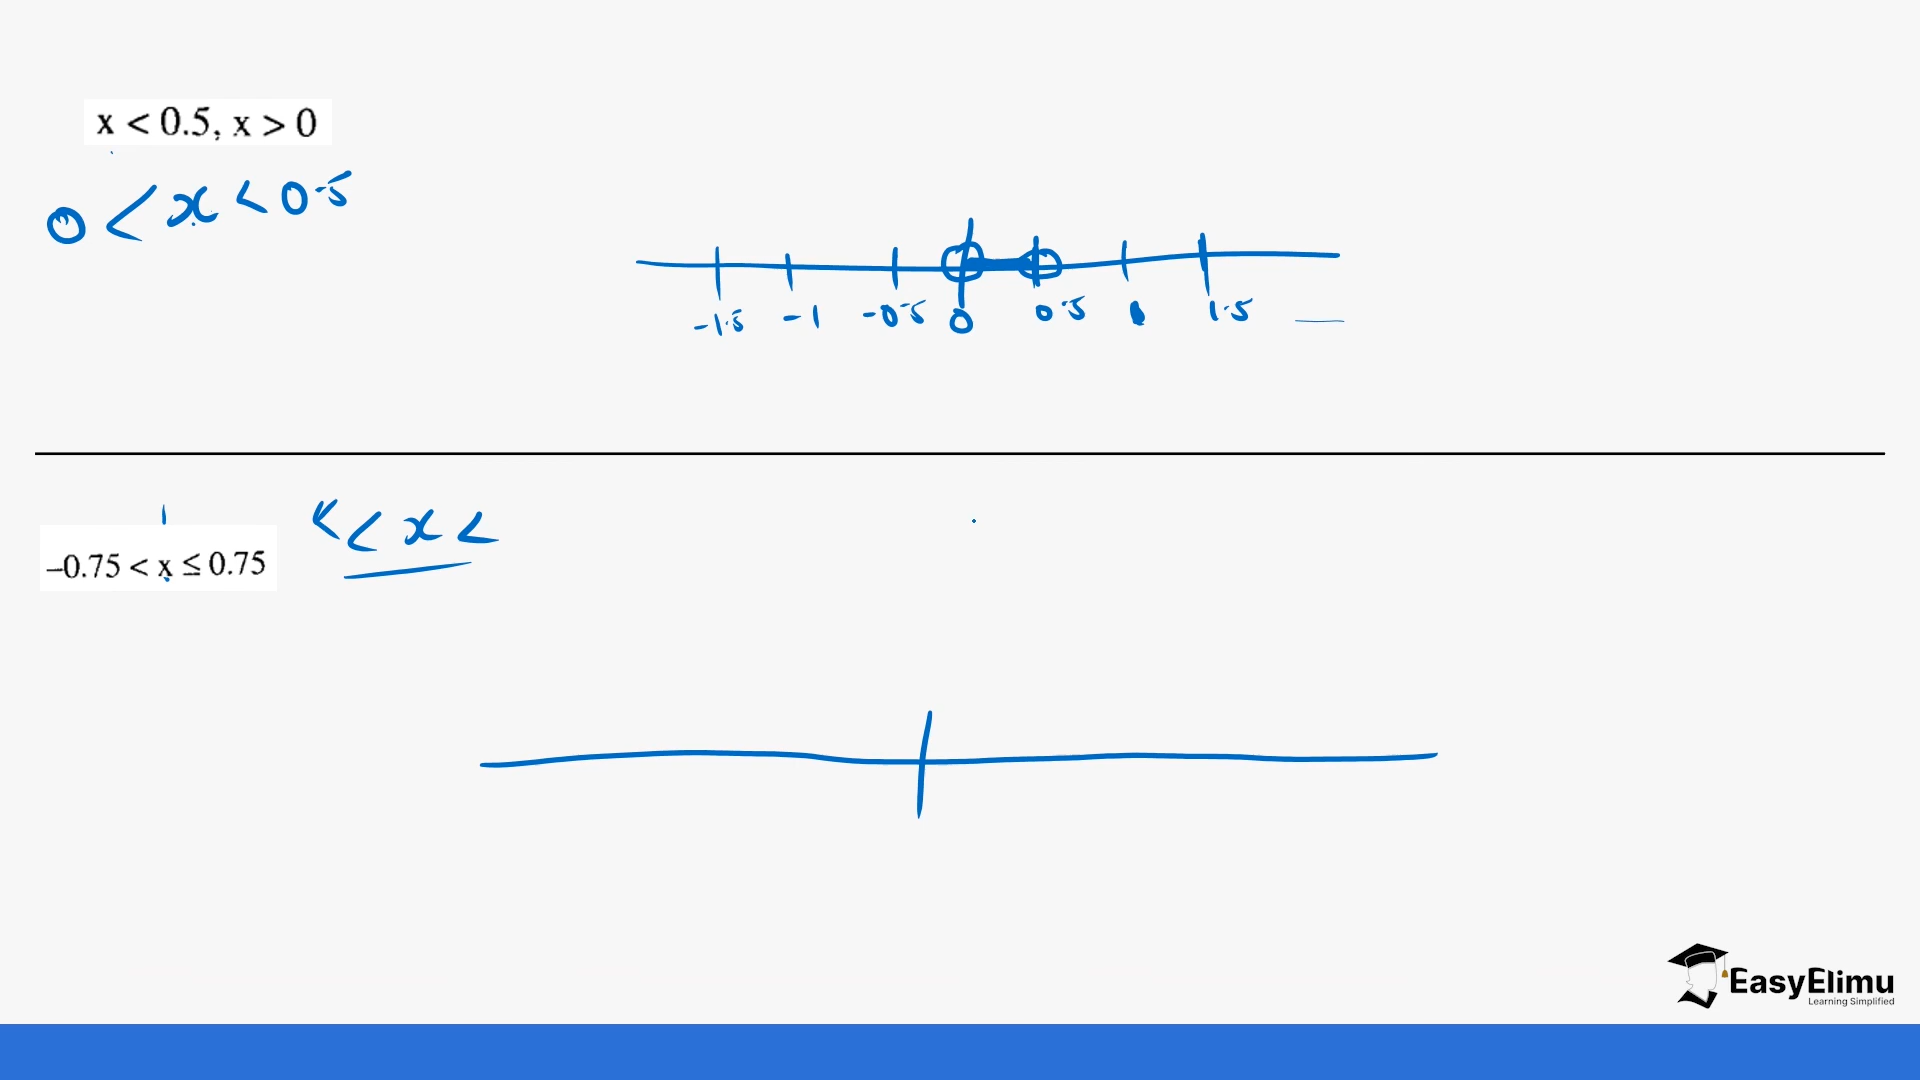 x < 0.5, x > 0
0 < x < 0.5
-1.5 -1 -0.5 0 0.5 1.5
< x <
–0.75 < x ≤ 0.75
EasyElimu
Learning Simplified